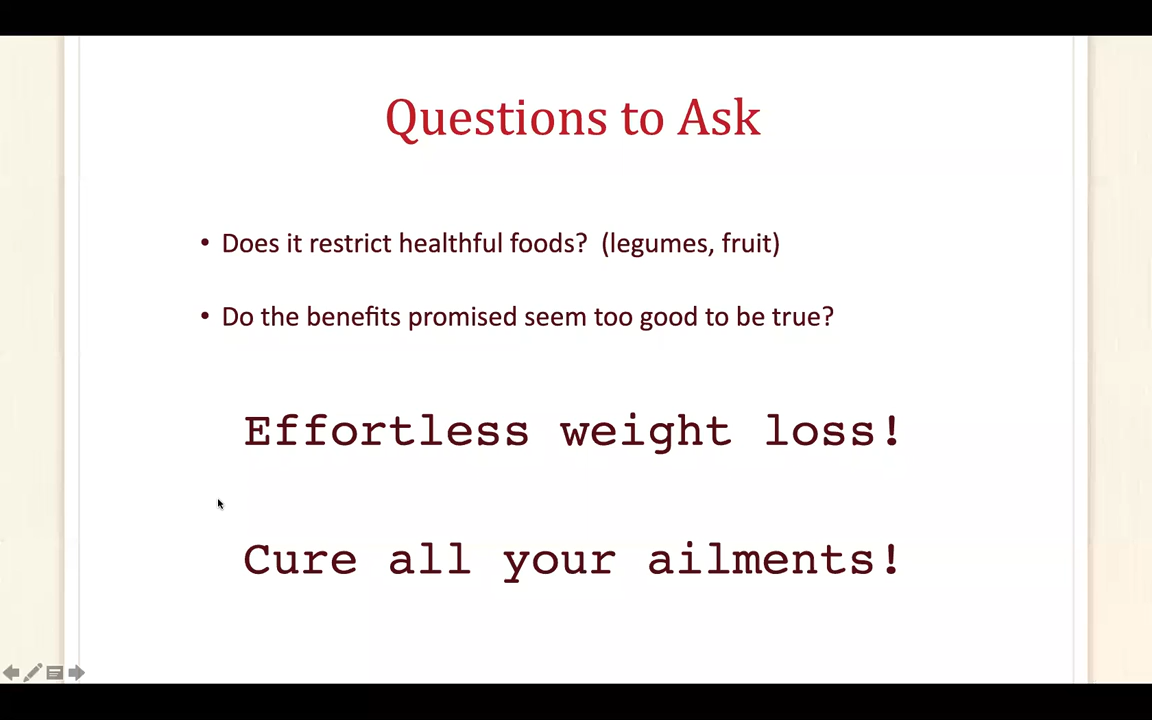 Questions to Ask
• Does it restrict healthful foods?  (legumes, fruit)
• Do the benefits promised seem too good to be true?
Effortless weight loss!
Cure all your ailments!